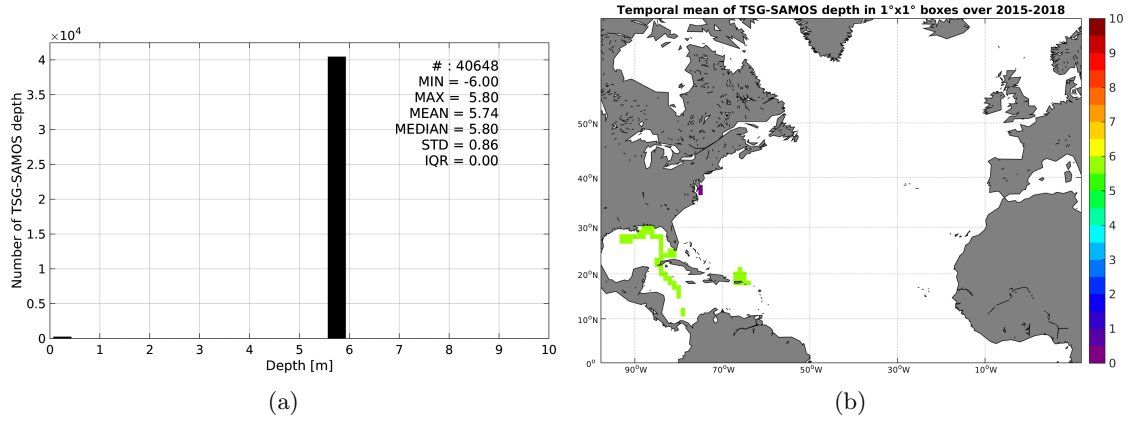 ×10⁴
4
3.5
3
2.5
2
1.5
1
0.5
0
Number of TSG-SAMOS depth
# : 40648
MIN = -6.00
MAX = 5.80
MEAN = 5.74
MEDIAN = 5.80
STD = 0.86
IQR = 0.00
0 1 2 3 4 5 6 7 8 9 10
Depth [m]
(a)
Temporal mean of TSG-SAMOS depth in 1°x1° boxes over 2015-2018
50°N
40°N
30°N
20°N
10°N
0°
90°W 70°W 50°W 30°W 10°W
10
9
8
7
6
5
4
3
2
1
0
(b)